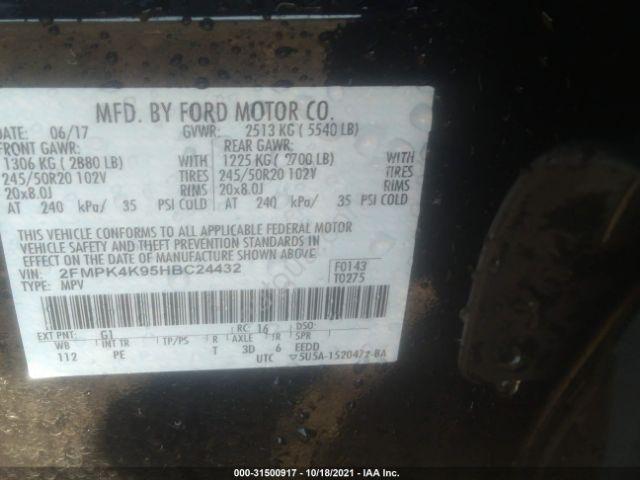 MFD. BY FORD MOTOR CO.
DATE: 06/17 GVWR: 2513 KG ( 5540 LB)
FRONT GAWR: REAR GAWR:
1306 KG ( 2880 LB) WITH 1225 KG ( 2700 LB) WITH
245/50R20 102V TIRES 245/50R20 102V TIRES
20x8.0J RIMS 20x8.0J RIMS
AT 240 kPa/ 35 PSI COLD AT 240 kPa/ 35 PSI COLD
THIS VEHICLE CONFORMS TO ALL APPLICABLE FEDERAL MOTOR
VEHICLE SAFETY AND THEFT PREVENTION STANDARDS IN
EFFECT ON THE DATE OF MANUFACTURE SHOWN ABOVE.
VIN: 2FMPK4K95HBC24432 F0143
TYPE: MPV T0275
EXT PNT: G1 RC: 16 DSO:
WB INT TR TP/PS R AXLE TR SPR
112 PE T 3D 6 EEDD
UTC ▽5U5A-1520472-BA
000-31500917 - 10/18/2021 - IAA Inc.